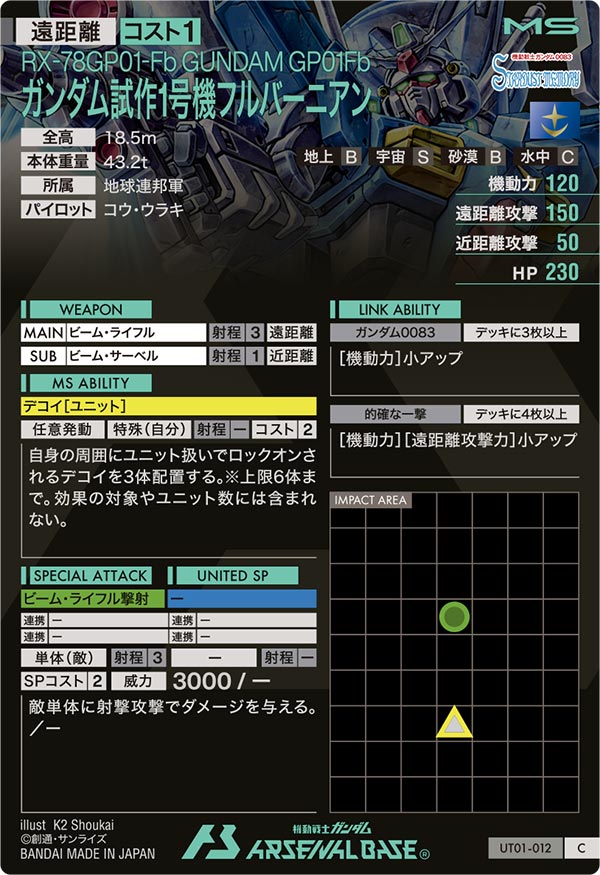 遠距離 コスト1 MS
RX-78GP01-Fb GUNDAM GP01Fb
機動戦士ガンダム0083
STARDUST MEMORY
ガンダム試作1号機フルバーニアン
全高 18.5m
本体重量 43.2t
所属 地球連邦軍
パイロット コウ・ウラキ
地上 B 宇宙 S 砂漠 B 水中 C
機動力 120
遠距離攻撃 150
近距離攻撃 50
HP 230
WEAPON
MAIN ビーム・ライフル 射程 3 遠距離
SUB ビーム・サーベル 射程 1 近距離
MS ABILITY
デコイ[ユニット]
任意発動 特殊(自分) 射程 ー コスト 2
自身の周囲にユニット扱いでロックオンさ
れるデコイを3体配置する。※上限6体ま
で。効果の対象やユニット数には含まれ
ない。
LINK ABILITY
ガンダム0083 デッキに3枚以上
[機動力]小アップ
的確な一撃 デッキに4枚以上
[機動力][遠距離攻撃力]小アップ
IMPACT AREA
SPECIAL ATTACK UNITED SP
ビーム・ライフル撃射 ー
連携 ー 連携 ー
連携 ー 連携 ー
単体(敵) 射程 3 ー 射程 ー
SPコスト 2 威力 3000 / ー
敵単体に射撃攻撃でダメージを与える。
/ー
illust K2 Shoukai
©創通・サンライズ
BANDAI MADE IN JAPAN
機動戦士ガンダム
AB ARSENAL BASE®
UT01-012 C